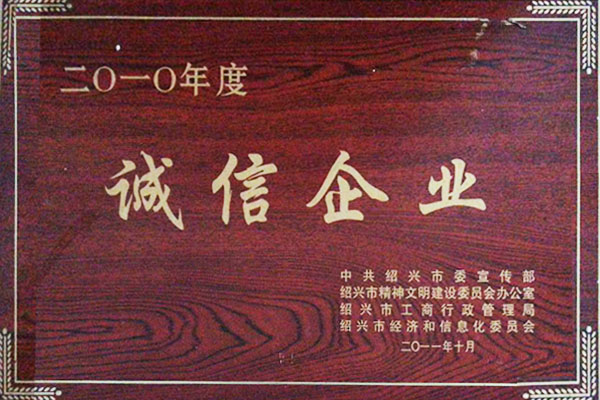 二〇一〇年度
诚信企业
中共绍兴市委宣传部
绍兴市精神文明建设委员会办公室
绍兴市工商行政管理局
绍兴市经济和信息化委员会
二〇一一年十月